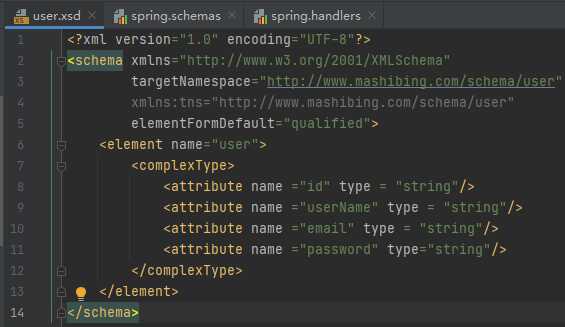 user.xsd spring.schemas spring.handlers
1 <?xml version="1.0" encoding="UTF-8"?>
2 <schema xmlns="http://www.w3.org/2001/XMLSchema"
3 targetNamespace="http://www.mashibing.com/schema/user"
4 xmlns:tns="http://www.mashibing.com/schema/user"
5 elementFormDefault="qualified">
6 <element name="user">
7 <complexType>
8 <attribute name ="id" type = "string"/>
9 <attribute name ="userName" type = "string"/>
10 <attribute name ="email" type = "string"/>
11 <attribute name ="password" type="string"/>
12 </complexType>
13 </element>
14 </schema>